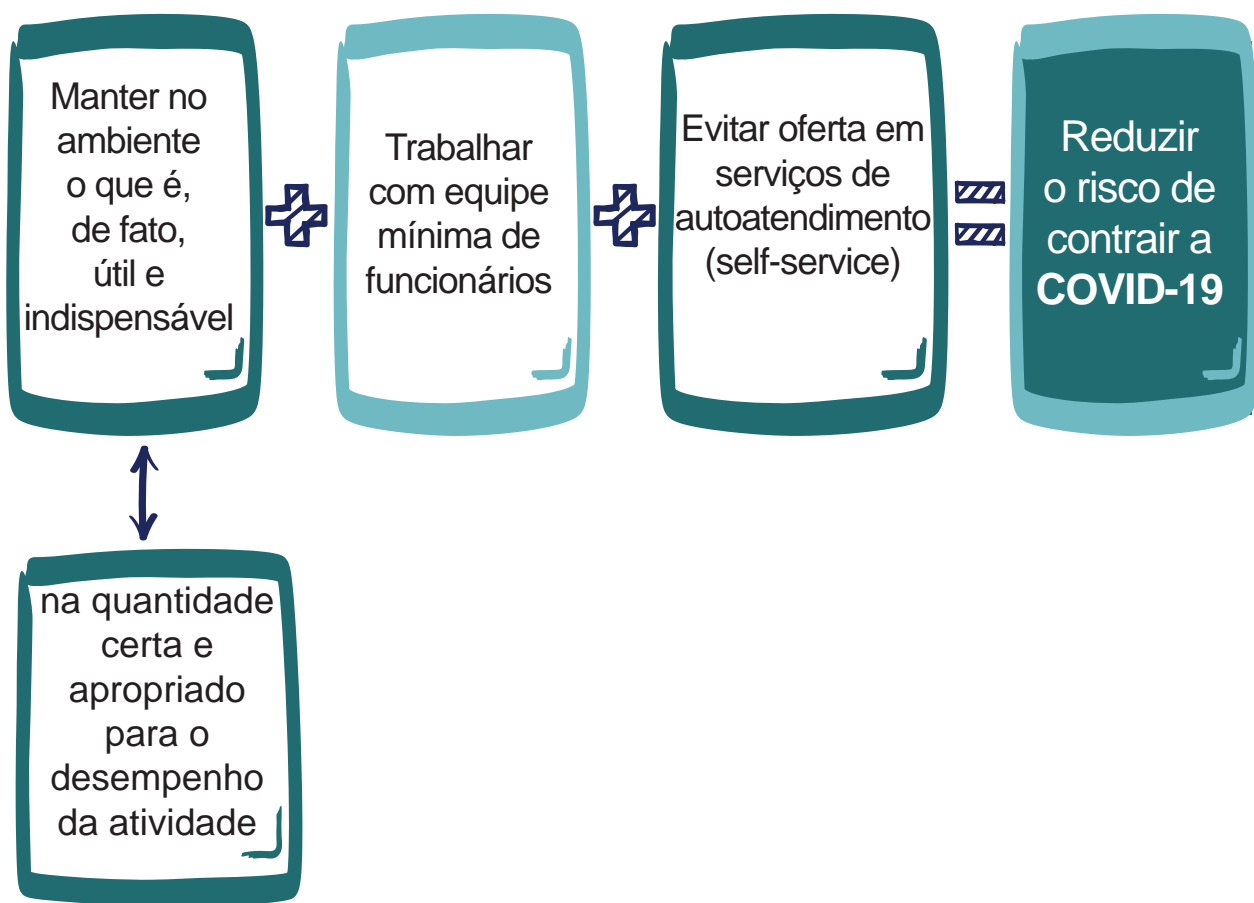 Manter no
ambiente
o que é,
de fato,
útil e
indispensável
Trabalhar
com equipe
mínima de
funcionários
Evitar oferta em
serviços de
autoatendimento
(self-service)
Reduzir
o risco de
contrair a
COVID-19
na quantidade
certa e
apropriado
para o
desempenho
da atividade